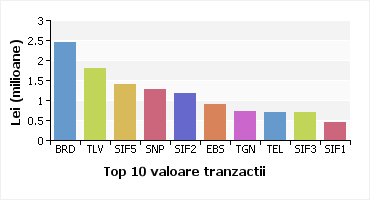 Lei (milioane)
3
2.5
2
1.5
1
0.5
0
BRD TLV SIF5 SNP SIF2 EBS TGN TEL SIF3 SIF1
Top 10 valoare tranzactii